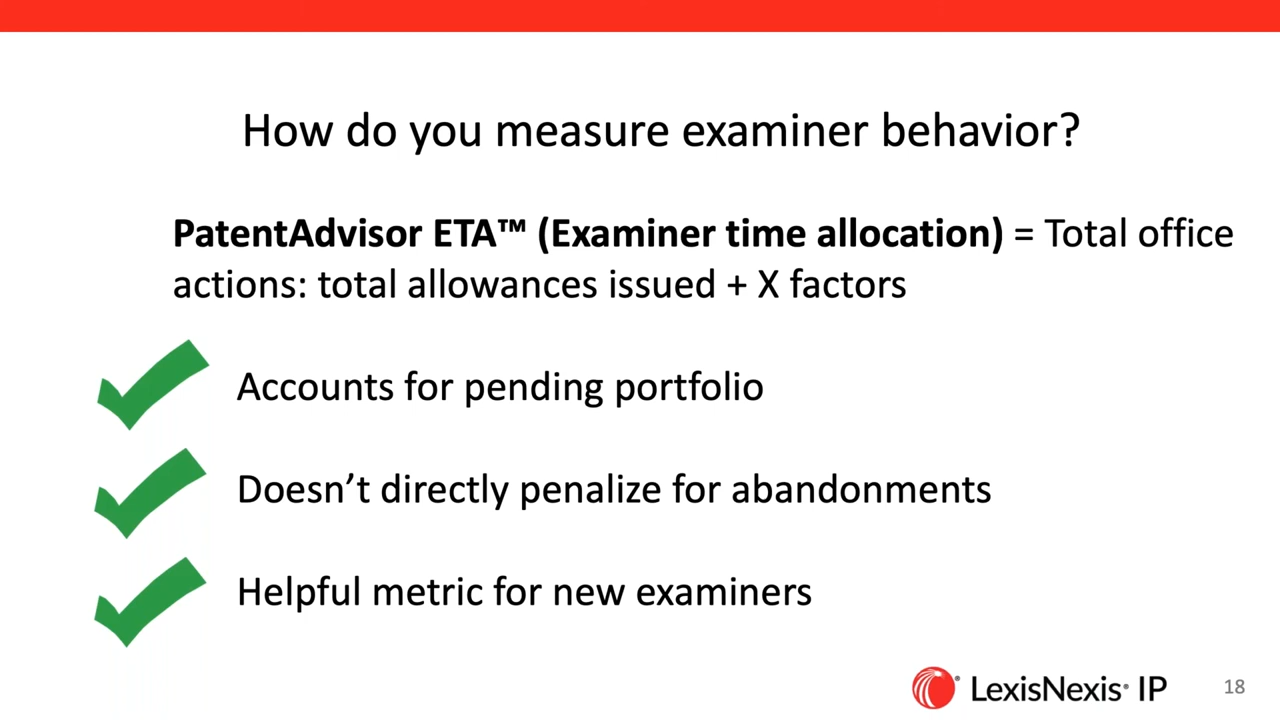 How do you measure examiner behavior?
PatentAdvisor ETA™ (Examiner time allocation) = Total office
actions: total allowances issued + X factors
Accounts for pending portfolio
Doesn’t directly penalize for abandonments
Helpful metric for new examiners
LexisNexis® IP
18